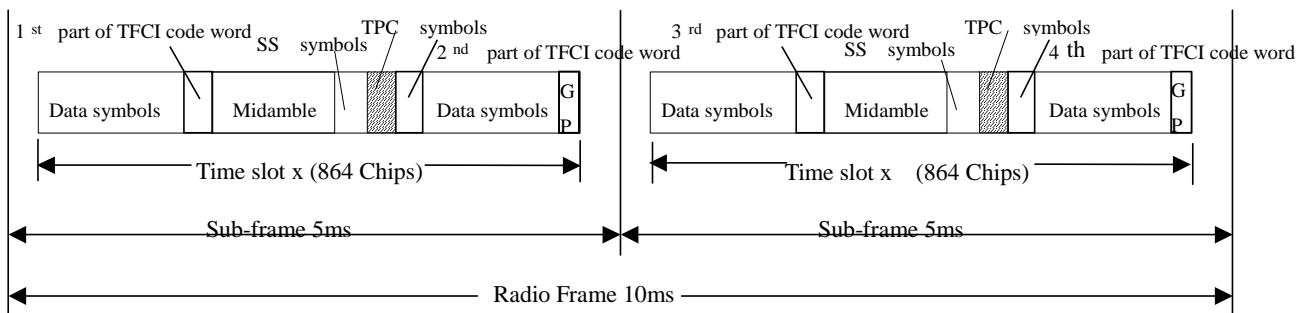 1 st part of TFCI code word
SS symbols
TPC symbols
2 nd part of TFCI code word
Data symbols
Midamble
Data symbols
G
P
Time slot x (864 Chips)
Sub-frame 5ms
3 rd part of TFCI code word
SS symbols
TPC symbols
4 th part of TFCI code word
Data symbols
Midamble
Data symbols
G
P
Time slot x (864 Chips)
Sub-frame 5ms
Radio Frame 10ms